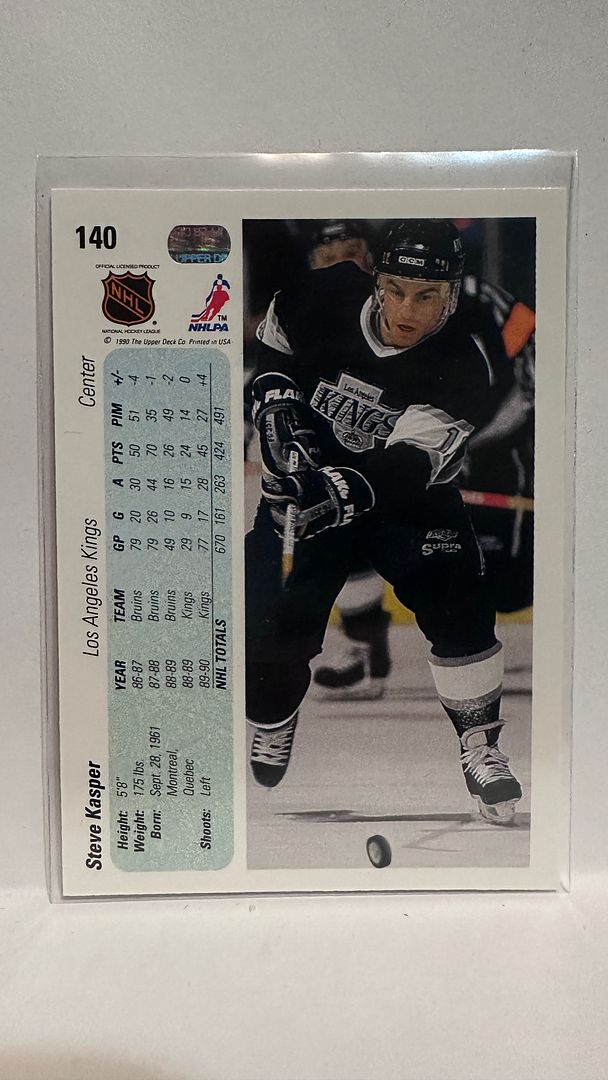 140
UPPER D
OFFICIAL LICENSED PRODUCT
NHL
NATIONAL HOCKEY LEAGUE
TM
NHLPA
© 1990 The Upper Deck Co. Printed in USA
Steve Kasper Los Angeles Kings Center
Height: 5'8"
Weight: 175 lbs.
Born: Sept. 28, 1961
Montreal,
Quebec
Shoots: Left
YEAR TEAM GP G A PTS PIM +/-
86-87 Bruins 79 20 30 50 51 -4
87-88 Bruins 79 26 44 70 35 -1
88-89 Bruins 49 10 16 26 49 -2
88-89 Kings 29 9 15 24 14 0
89-90 Kings 77 17 28 45 27 +4
NHL TOTALS 670 161 263 424 491
CCM
Los Angeles
KINGS
FLAK
FLAK
Supra